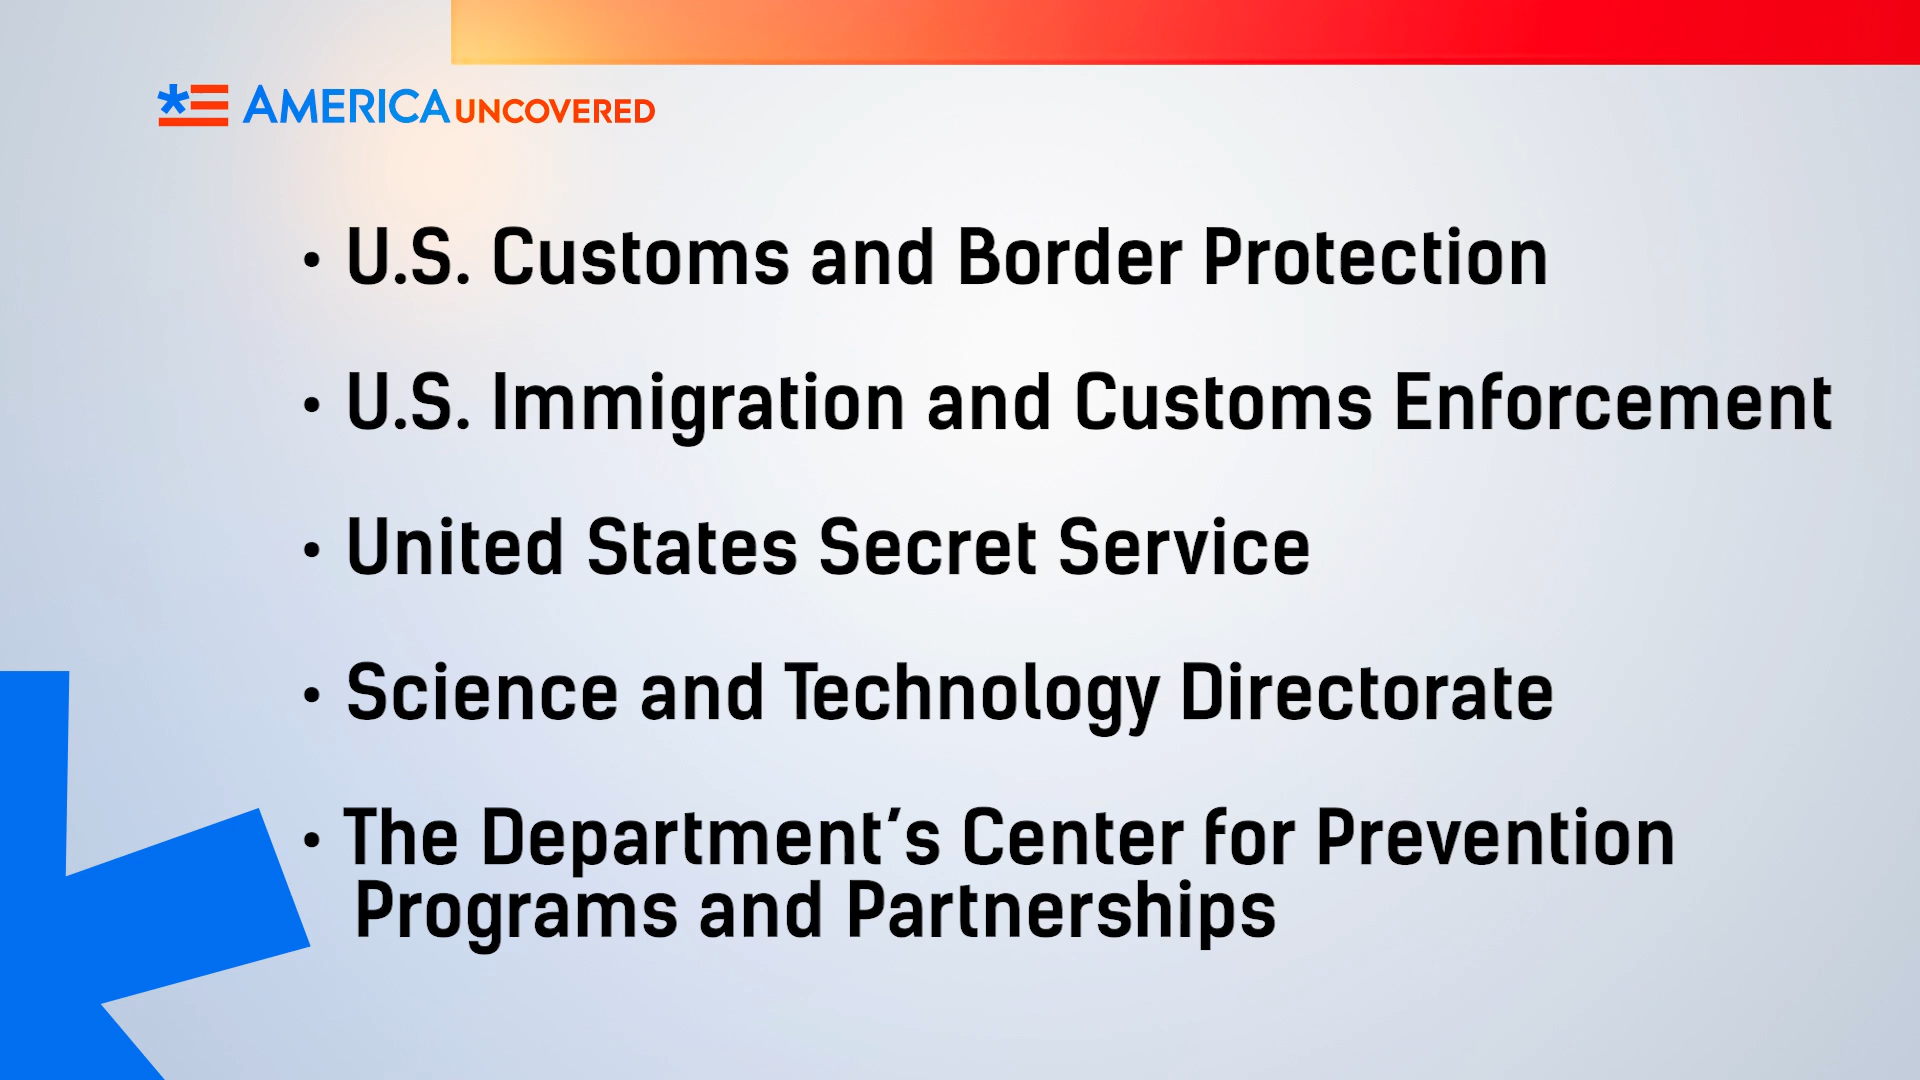 AMERICA UNCOVERED
• U.S. Customs and Border Protection
• U.S. Immigration and Customs Enforcement
• United States Secret Service
• Science and Technology Directorate
• The Department’s Center for Prevention
Programs and Partnerships